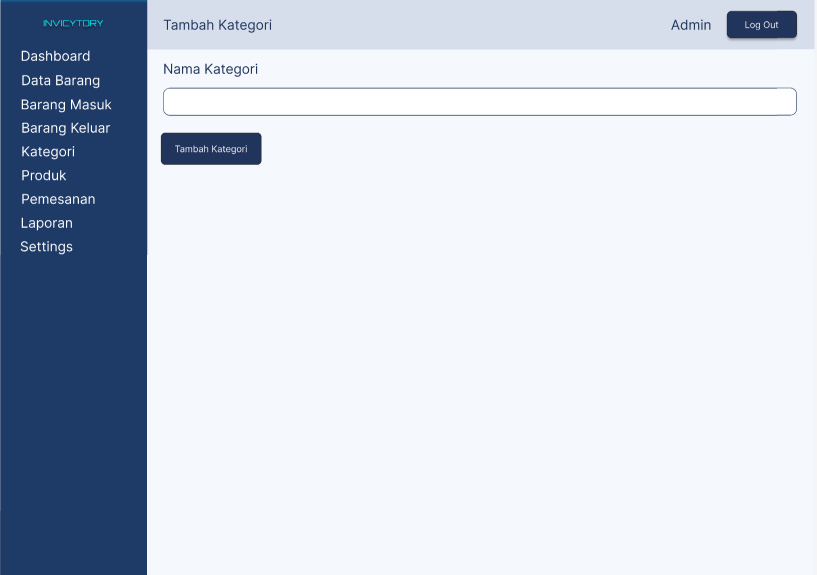 INVICYTORY
Dashboard
Data Barang
Barang Masuk
Barang Keluar
Kategori
Produk
Pemesanan
Laporan
Settings
Tambah Kategori
Admin
Log Out
Nama Kategori
Tambah Kategori